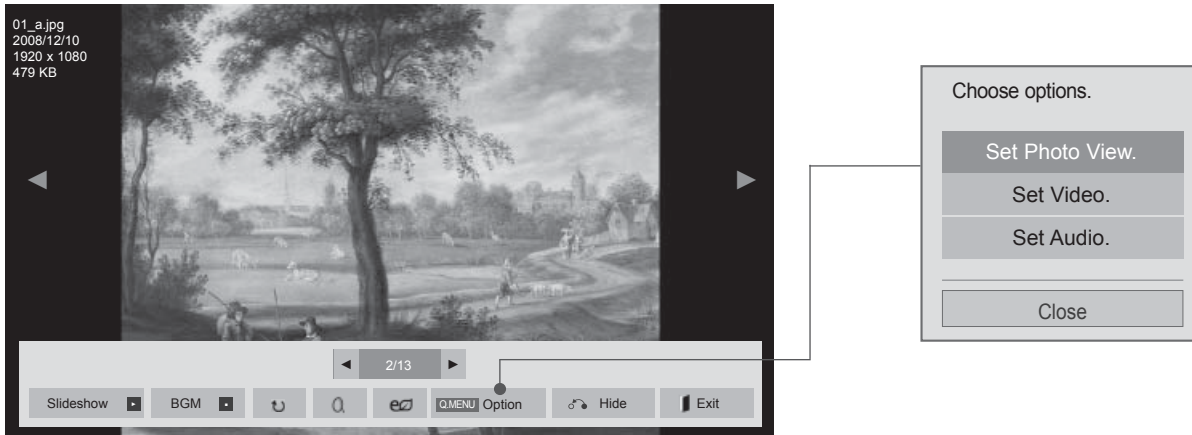 01_a.jpg
2008/12/10
1920 x 1080
479 KB
2/13
Slideshow
BGM
Q.MENU Option
Hide
Exit
Choose options.
Set Photo View.
Set Video.
Set Audio.
Close